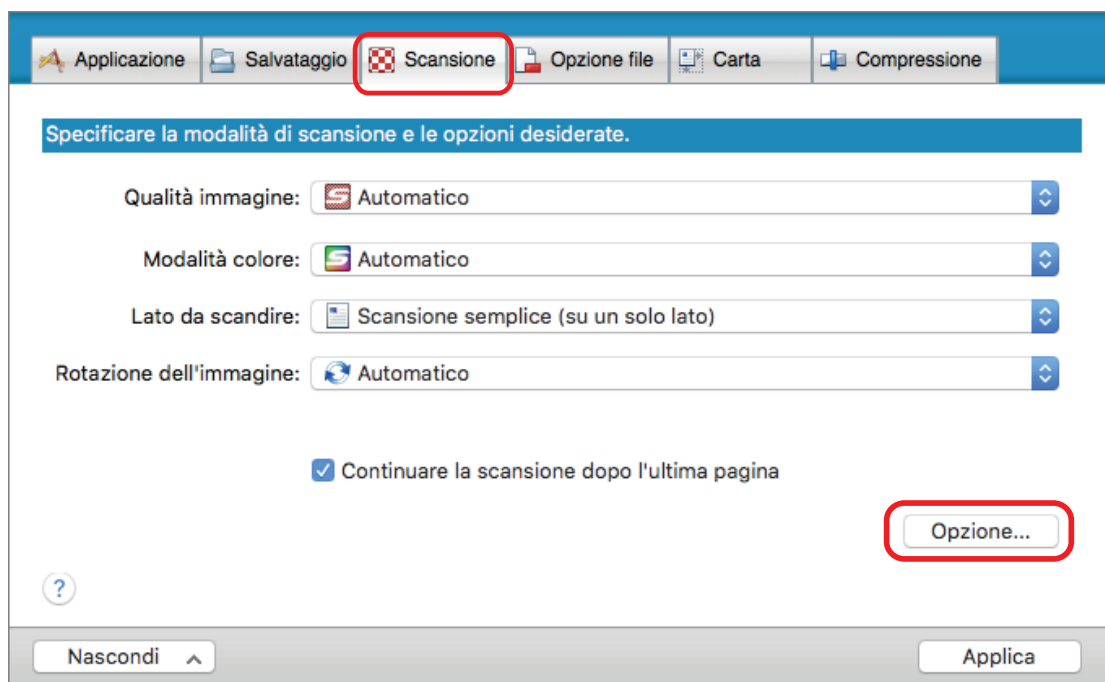 Applicazione Salvataggio Scansione Opzione file Carta Compressione
Specificare la modalità di scansione e le opzioni desiderate.
Qualità immagine: Automatico
Modalità colore: Automatico
Lato da scandire: Scansione semplice (su un solo lato)
Rotazione dell'immagine: Automatico
Continuare la scansione dopo l'ultima pagina
Opzione...
?
Nascondi Applica